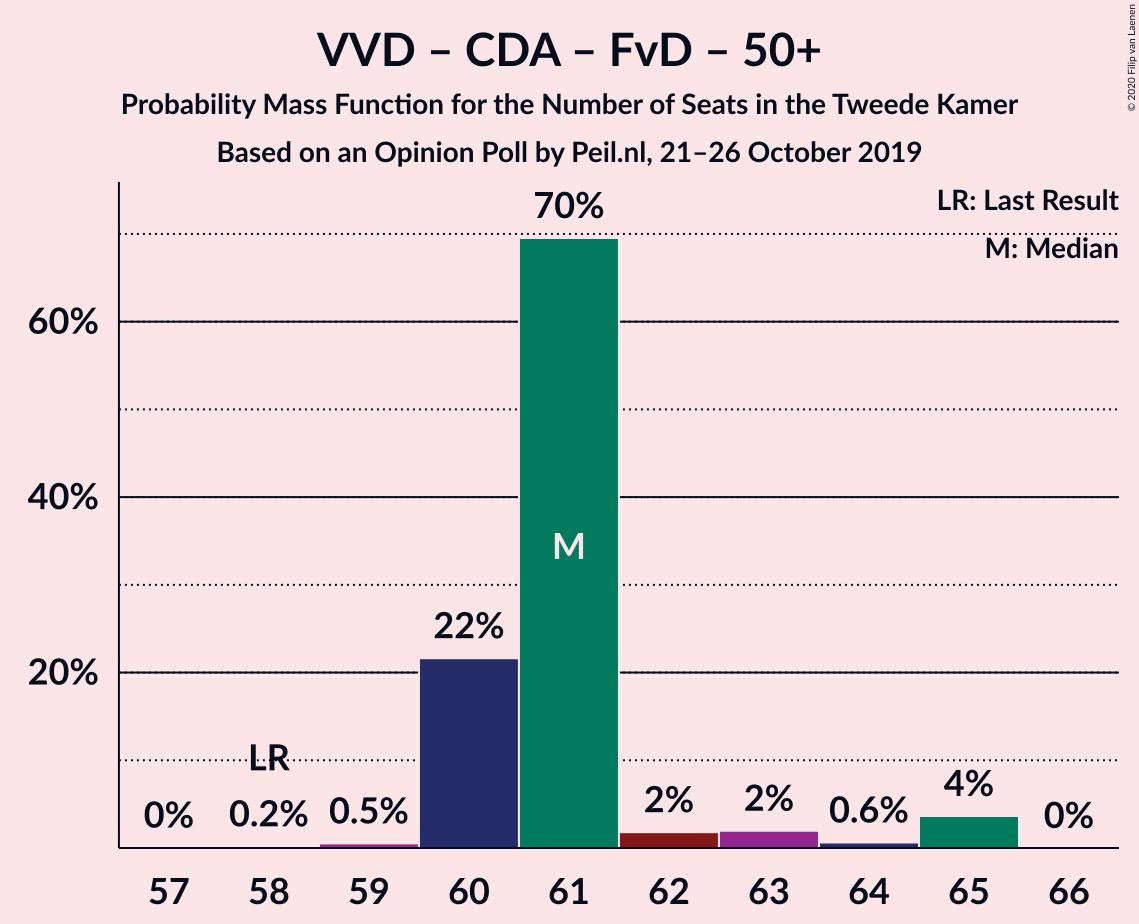 VVD – CDA – FvD – 50+
Probability Mass Function for the Number of Seats in the Tweede Kamer
Based on an Opinion Poll by Peil.nl, 21–26 October 2019
© 2020 Filip van Laenen
LR: Last Result
M: Median
70%
60%
40%
20%
M
22%
LR
0%
0.2%
0.5%
2%
2%
0.6%
4%
0%
57 58 59 60 61 62 63 64 65 66